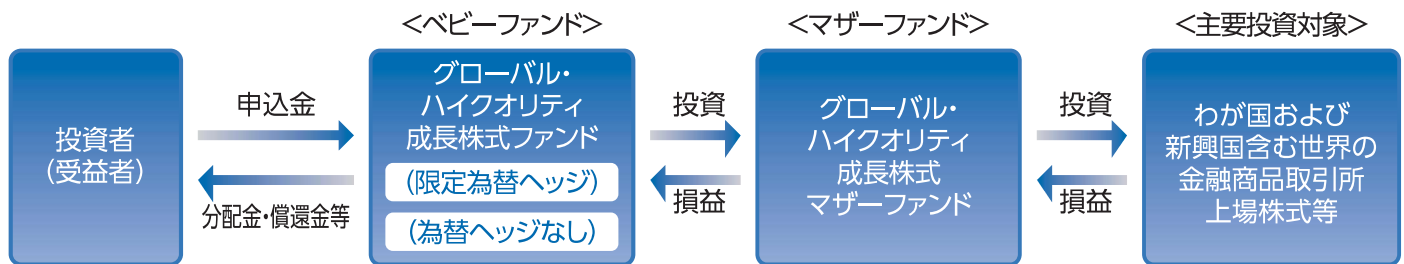 <ベビーファンド>
<マザーファンド>
<主要投資対象>
投資者
(受益者)
申込金
分配金・償還金等
グローバル・
ハイクオリティ
成長株式ファンド
(限定為替ヘッジ)
(為替ヘッジなし)
投資
損益
グローバル・
ハイクオリティ
成長株式
マザーファンド
投資
損益
わが国および
新興国含む世界の
金融商品取引所
上場株式等